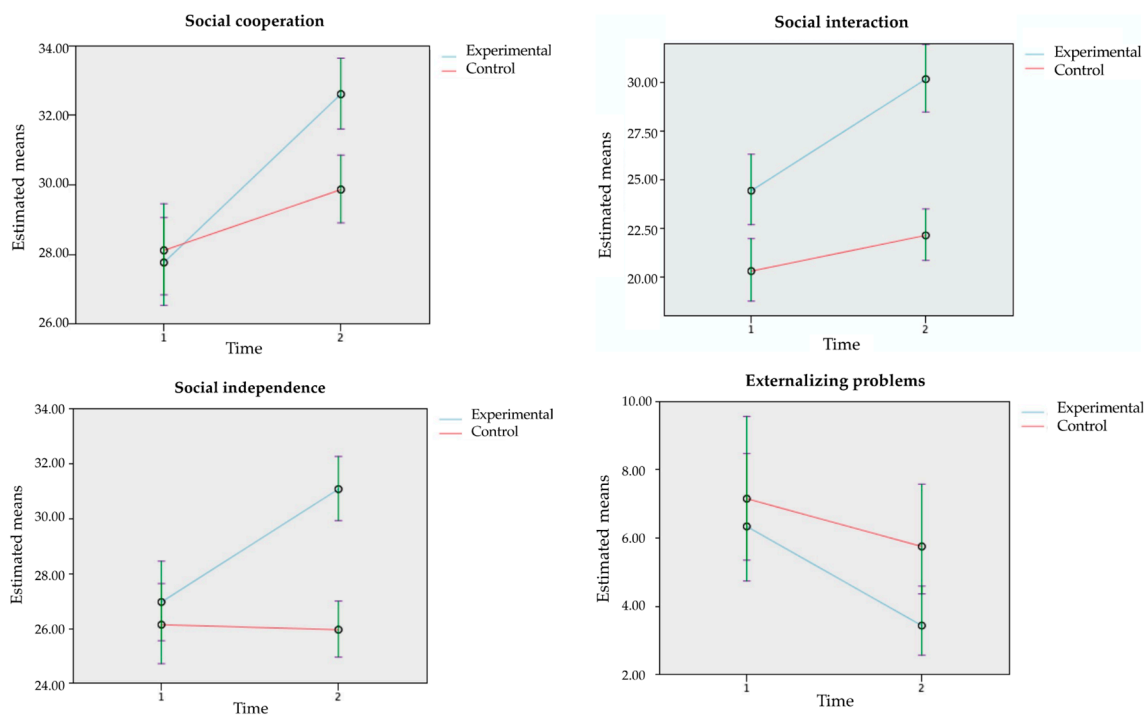 Social cooperation
34.00
32.00
30.00
28.00
26.00
Estimated means
1
2
Time
Experimental
Control
Social interaction
30.00
27.50
25.00
22.50
20.00
Estimated means
1
2
Time
Experimental
Control
Social independence
34.00
32.00
30.00
28.00
26.00
24.00
Estimated means
1
2
Time
Experimental
Control
Externalizing problems
10.00
8.00
6.00
4.00
2.00
Estimated means
1
2
Time
Experimental
Control